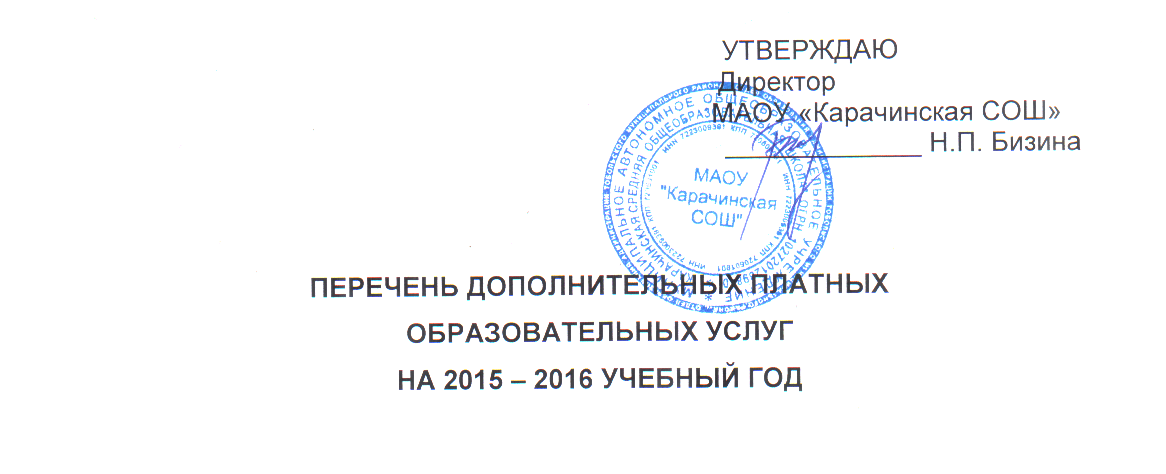 УТВЕРЖДАЮ
Директор
МАОУ «Карачинская СОШ»
Н.П. Бизина
МАОУ
"Карачинская
СОШ"
ПЕРЕЧЕНЬ ДОПОЛНИТЕЛЬНЫХ ПЛАТНЫХ
ОБРАЗОВАТЕЛЬНЫХ УСЛУГ
НА 2015 – 2016 УЧЕБНЫЙ ГОД